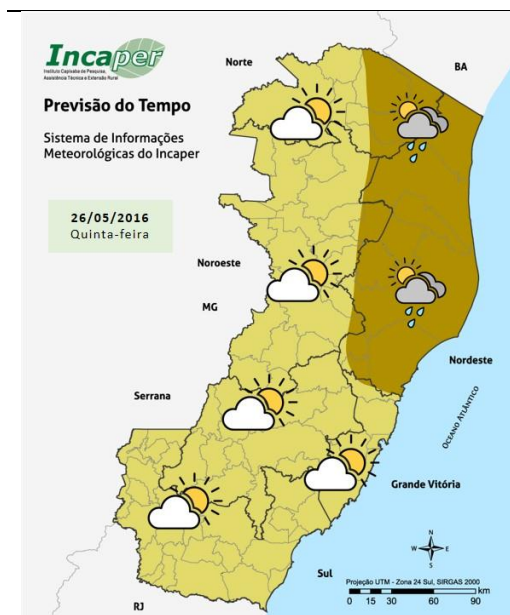 Incaper
Instituto Capixaba de Pesquisa,
Assistência Técnica e Extensão Rural
Previsão do Tempo
Sistema de Informações
Meteorológicas do Incaper
26/05/2016
Quinta-feira
Norte
BA
Noroeste
MG
Nordeste
Serrana
OCEANO ATLÂNTICO
Grande Vitória
Sul
RJ
N
W
E
S
Projeção UTM - Zona 24 Sul, SIRGAS 2000
km
0 15 30 60 90